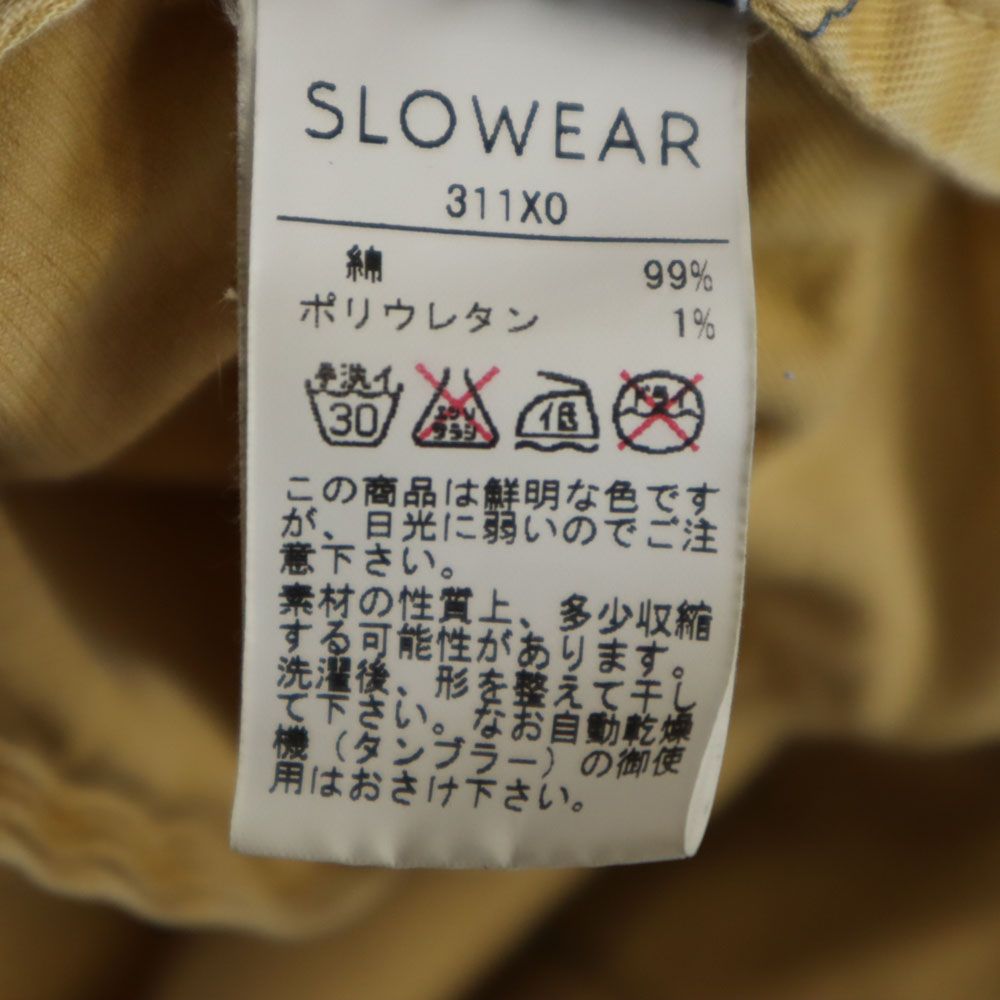 SLOWEAR
311X0
綿 99%
ポリウレタン 1%
手洗イ 30 エンソサラシ 低 ドライ
この商品は鮮明な色です
が、日光に弱いのでご注
意下さい。
素材の性質上、多少収縮
する可能性があります。
洗濯後、形を整えて干し
て下さい。なお自動乾燥
機（タンブラー）の御使
用はおさけ下さい。